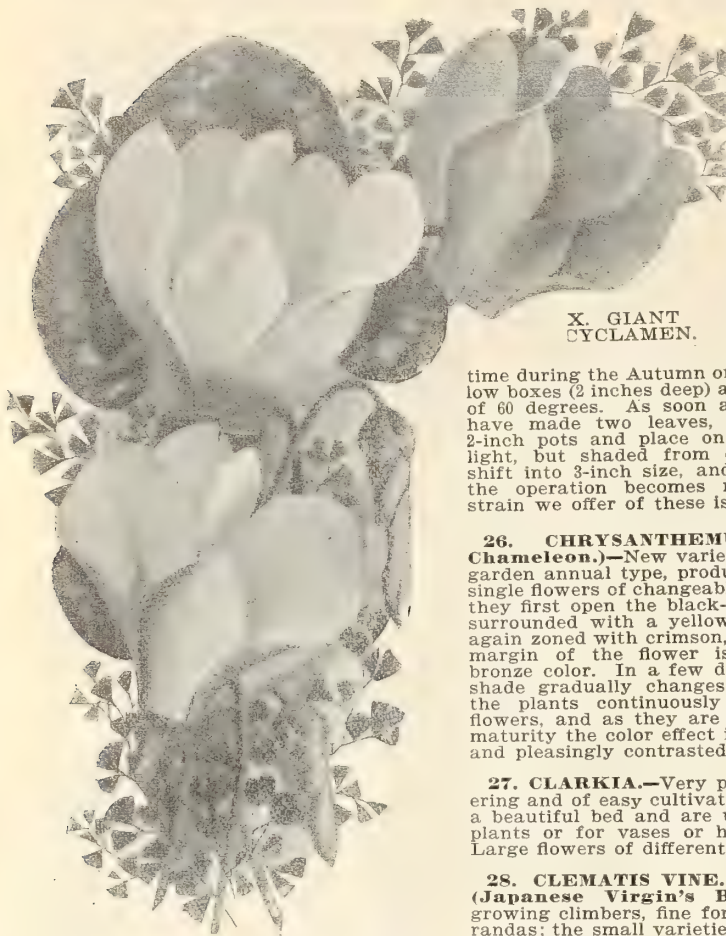 X. GIANT
CYCLAMEN.
time during the Autumn or
low boxes (2 inches deep) a
of 60 degrees. As soon a
have made two leaves,
2-inch pots and place on
light, but shaded from
shift into 3-inch size, and
the operation becomes
strain we offer of these is
26. CHRYSANTHEMU
Chameleon.)—New varie
garden annual type, produ
single flowers of changeab
they first open the black-
surrounded with a yellow
again zoned with crimson,
margin of the flower is
bronze color. In a few d
shade gradually changes
the plants continuously
flowers, and as they are
maturity the color effect i
and pleasingly contrasted
27. CLARKIA.—Very p
ering and of easy cultivat
a beautiful bed and are u
plants or for vases or h
Large flowers of different
28. CLEMATIS VINE.
(Japanese Virgin's B
growing climbers, fine for
randas; the small varietie